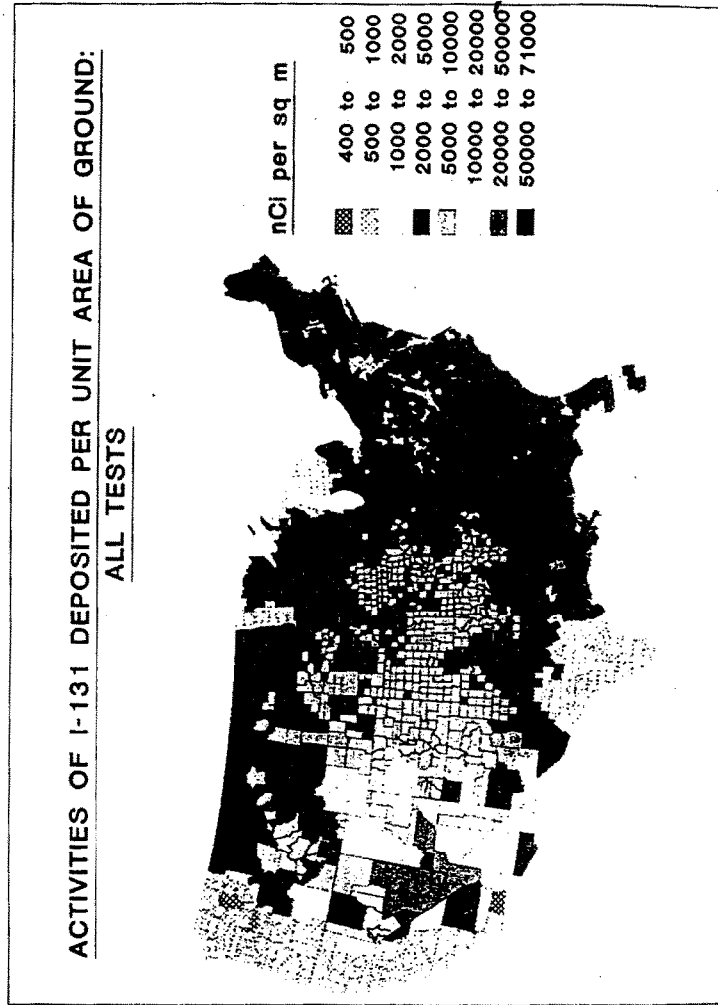 ACTIVITIES OF I-131 DEPOSITED PER UNIT AREA OF GROUND:
ALL TESTS
nCi per sq m
400 to 500
500 to 1000
1000 to 2000
2000 to 5000
5000 to 10000
10000 to 20000
20000 to 50000
50000 to 71000